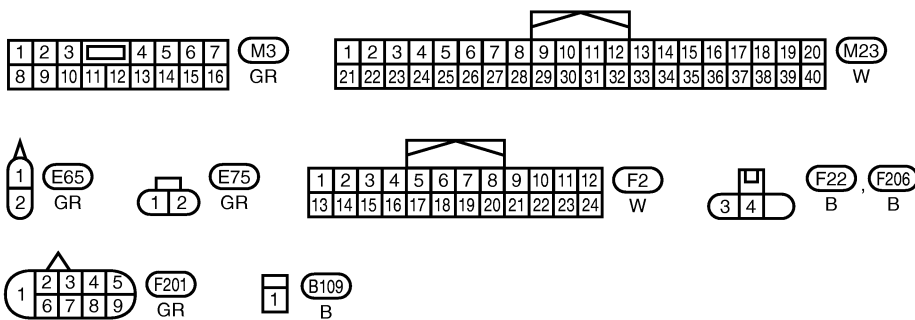 1 2 3 4 5 6 7 M3
8 9 10 11 12 13 14 15 16 GR
1 2 3 4 5 6 7 8 9 10 11 12 13 14 15 16 17 18 19 20 M23
21 22 23 24 25 26 27 28 29 30 31 32 33 34 35 36 37 38 39 40 W
1 E65
2 GR
1 2 E75
GR
1 2 3 4 5 6 7 8 9 10 11 12 F2
13 14 15 16 17 18 19 20 21 22 23 24 W
3 4 F22 , F206
B B
1 2 3 4 5 F201
6 7 8 9 GR
1 B109
B